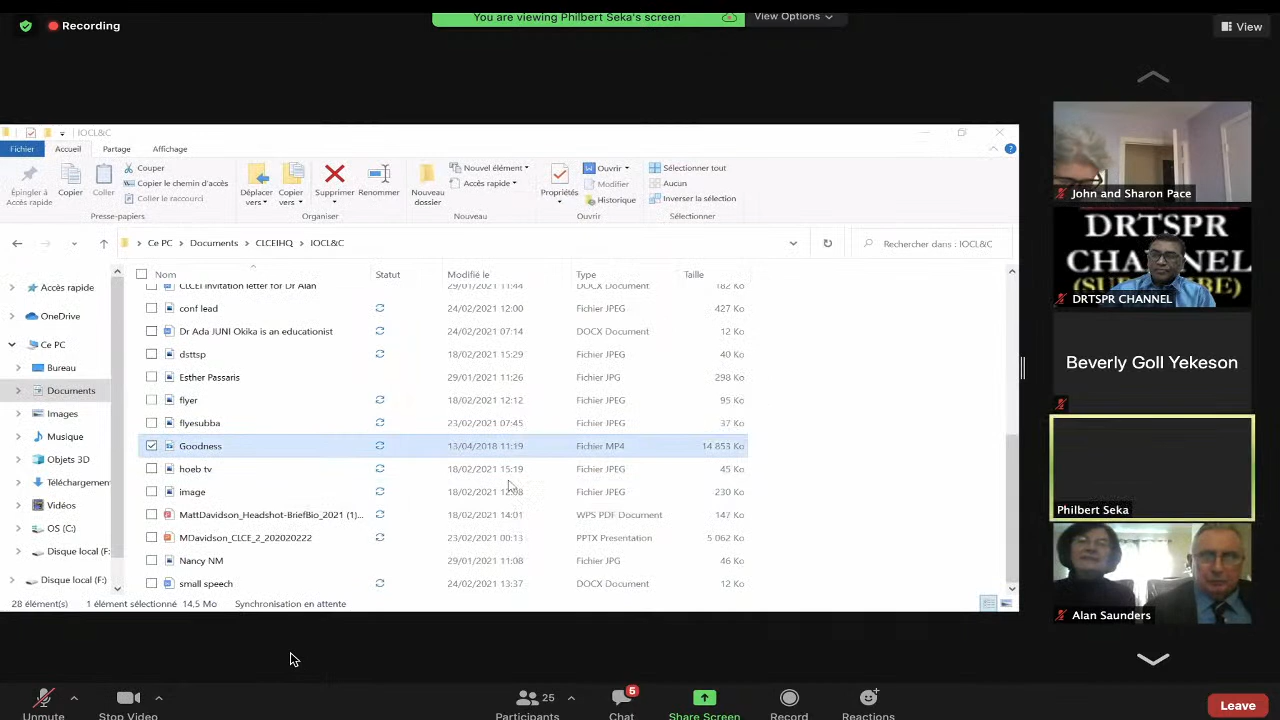 You are viewing Philbert Seka's screen
View Options
Recording
View
IOCL&C
Fichier
Accueil
Partage
Affichage
Épingler à
Accès rapide
Copier
Coller
Couper
Copier le chemin d'accès
Coller le raccourci
Presse-papiers
Déplacer
vers
Copier
vers
Supprimer
Renommer
Organiser
Nouveau
dossier
Nouvel élément
Accès rapide
Nouveau
Propriétés
Ouvrir
Modifier
Historique
Ouvrir
Sélectionner tout
Aucun
Inverser la sélection
Sélectionner
Ce PC > Documents > CLCEIHQ > IOCL&C
Rechercher dans : IOCL&C
Accès rapide
OneDrive
Ce PC
Bureau
Documents
Images
Musique
Objets 3D
Téléchargement
Vidéos
OS (C:)
Disque local (F:
Disque local (F:)
Nom Statut Modifié le Type Taille
CLCEI Invitation letter for Dr Alan 29/01/2021 11:44 DOCX Document 182 Ko
conf lead 24/02/2021 12:00 Fichier JPEG 427 Ko
Dr Ada JUNI Okika is an educationist 24/02/2021 07:14 DOCX Document 12 Ko
dsttsp 18/02/2021 15:29 Fichier JPEG 40 Ko
Esther Passaris 29/01/2021 11:26 Fichier JPG 298 Ko
flyer 18/02/2021 12:12 Fichier JPEG 95 Ko
flyesubba 23/02/2021 07:45 Fichier JPEG 37 Ko
Goodness 13/04/2018 11:19 Fichier MP4 14 853 Ko
hoeb tv 18/02/2021 15:19 Fichier JPEG 45 Ko
image 18/02/2021 12:08 Fichier JPEG 230 Ko
MattDavidson_Headshot-BriefBio_2021 (1)... 18/02/2021 14:01 WPS PDF Document 147 Ko
MDavidson_CLCE_2_202020222 23/02/2021 00:13 PPTX Presentation 5 062 Ko
Nancy NM 29/01/2021 11:08 Fichier JPG 46 Ko
small speech 24/02/2021 13:37 DOCX Document 12 Ko
28 élément(s) 1 élément sélectionné 14,5 Mo Synchronisation en attente
John and Sharon Pace
DRTSPR
CHANNEL
DRTSPR CHANNEL
Beverly Goll Yekeson
Philbert Seka
Alan Saunders
Unmute
Stop Video
25
Participants
5
Chat
Share Screen
Record
Reactions
Leave